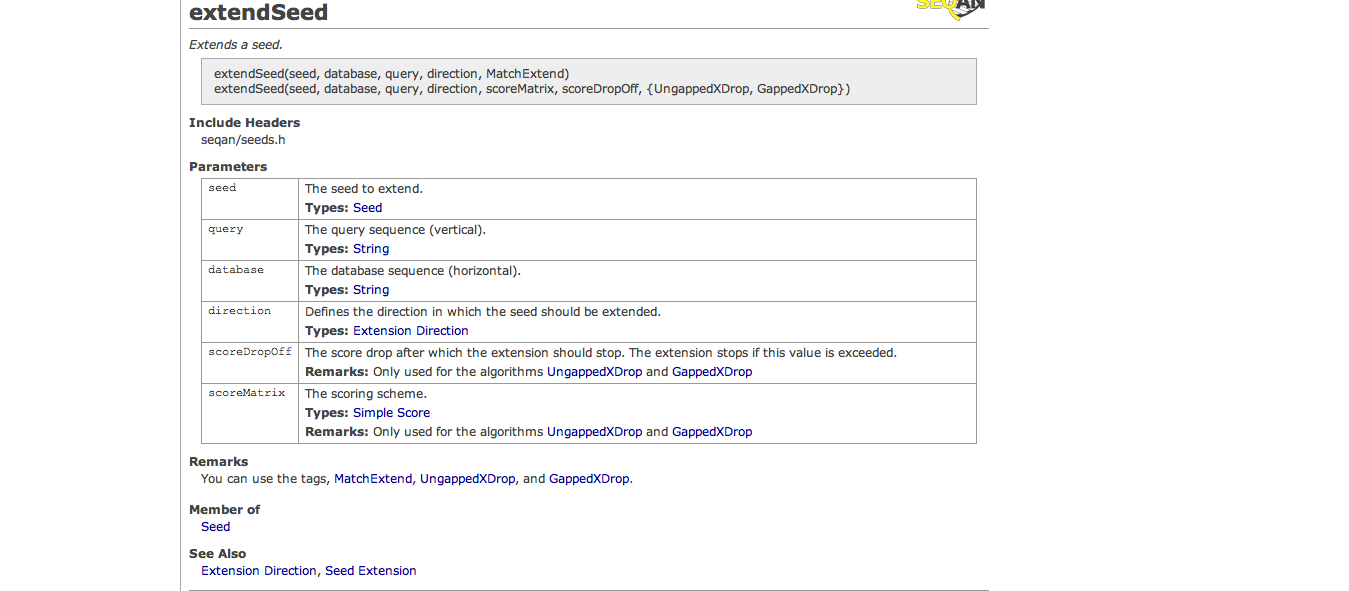 extendSeed
SEQAN
Extends a seed.
extendSeed(seed, database, query, direction, MatchExtend)
extendSeed(seed, database, query, direction, scoreMatrix, scoreDropOff, {UngappedXDrop, GappedXDrop})
Include Headers
seqan/seeds.h
Parameters
seed
The seed to extend.
Types: Seed
query
The query sequence (vertical).
Types: String
database
The database sequence (horizontal).
Types: String
direction
Defines the direction in which the seed should be extended.
Types: Extension Direction
scoreDropOff
The score drop after which the extension should stop. The extension stops if this value is exceeded.
Remarks: Only used for the algorithms UngappedXDrop and GappedXDrop
scoreMatrix
The scoring scheme.
Types: Simple Score
Remarks: Only used for the algorithms UngappedXDrop and GappedXDrop
Remarks
You can use the tags, MatchExtend, UngappedXDrop, and GappedXDrop.
Member of
Seed
See Also
Extension Direction, Seed Extension